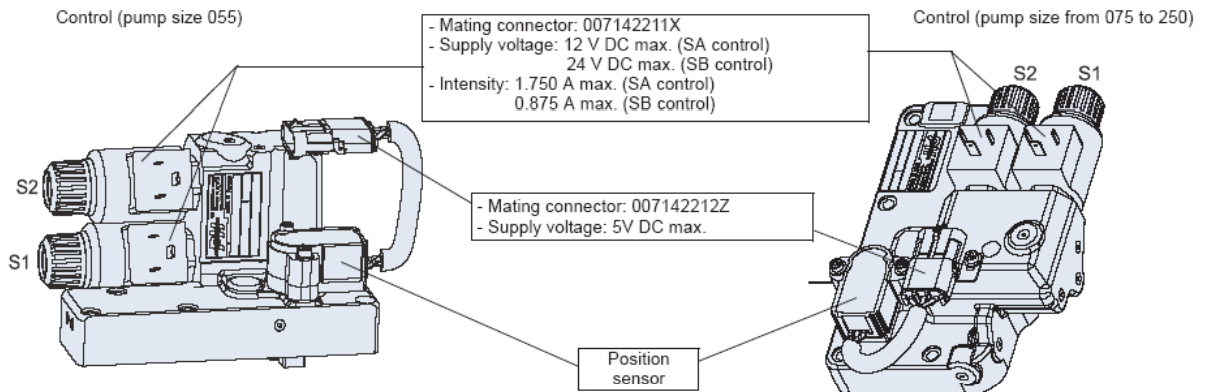 Control (pump size 055)
Control (pump size from 075 to 250)
- Mating connector: 007142211X
- Supply voltage: 12 V DC max. (SA control)
24 V DC max. (SB control)
- Intensity: 1.750 A max. (SA control)
0.875 A max. (SB control)
S2
S1
S2
S1
- Mating connector: 007142212Z
- Supply voltage: 5V DC max.
Position
sensor